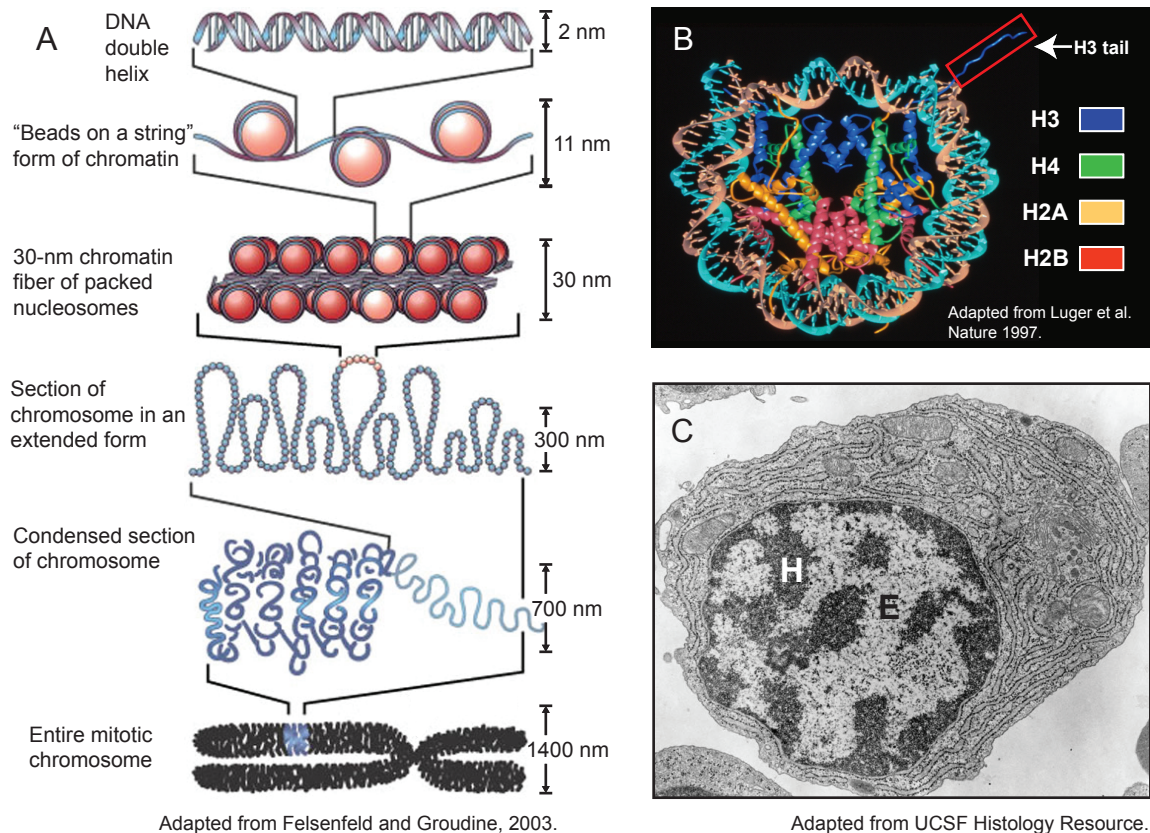 A
DNA
double
helix
2 nm
“Beads on a string”
form of chromatin
11 nm
30-nm chromatin
fiber of packed
nucleosomes
30 nm
Section of
chromosome in an
extended form
300 nm
Condensed section
of chromosome
700 nm
Entire mitotic
chromosome
1400 nm
Adapted from Felsenfeld and Groudine, 2003.
B
H3 tail
H3
H4
H2A
H2B
Adapted from Luger et al.
Nature 1997.
C
H
E
Adapted from UCSF Histology Resource.